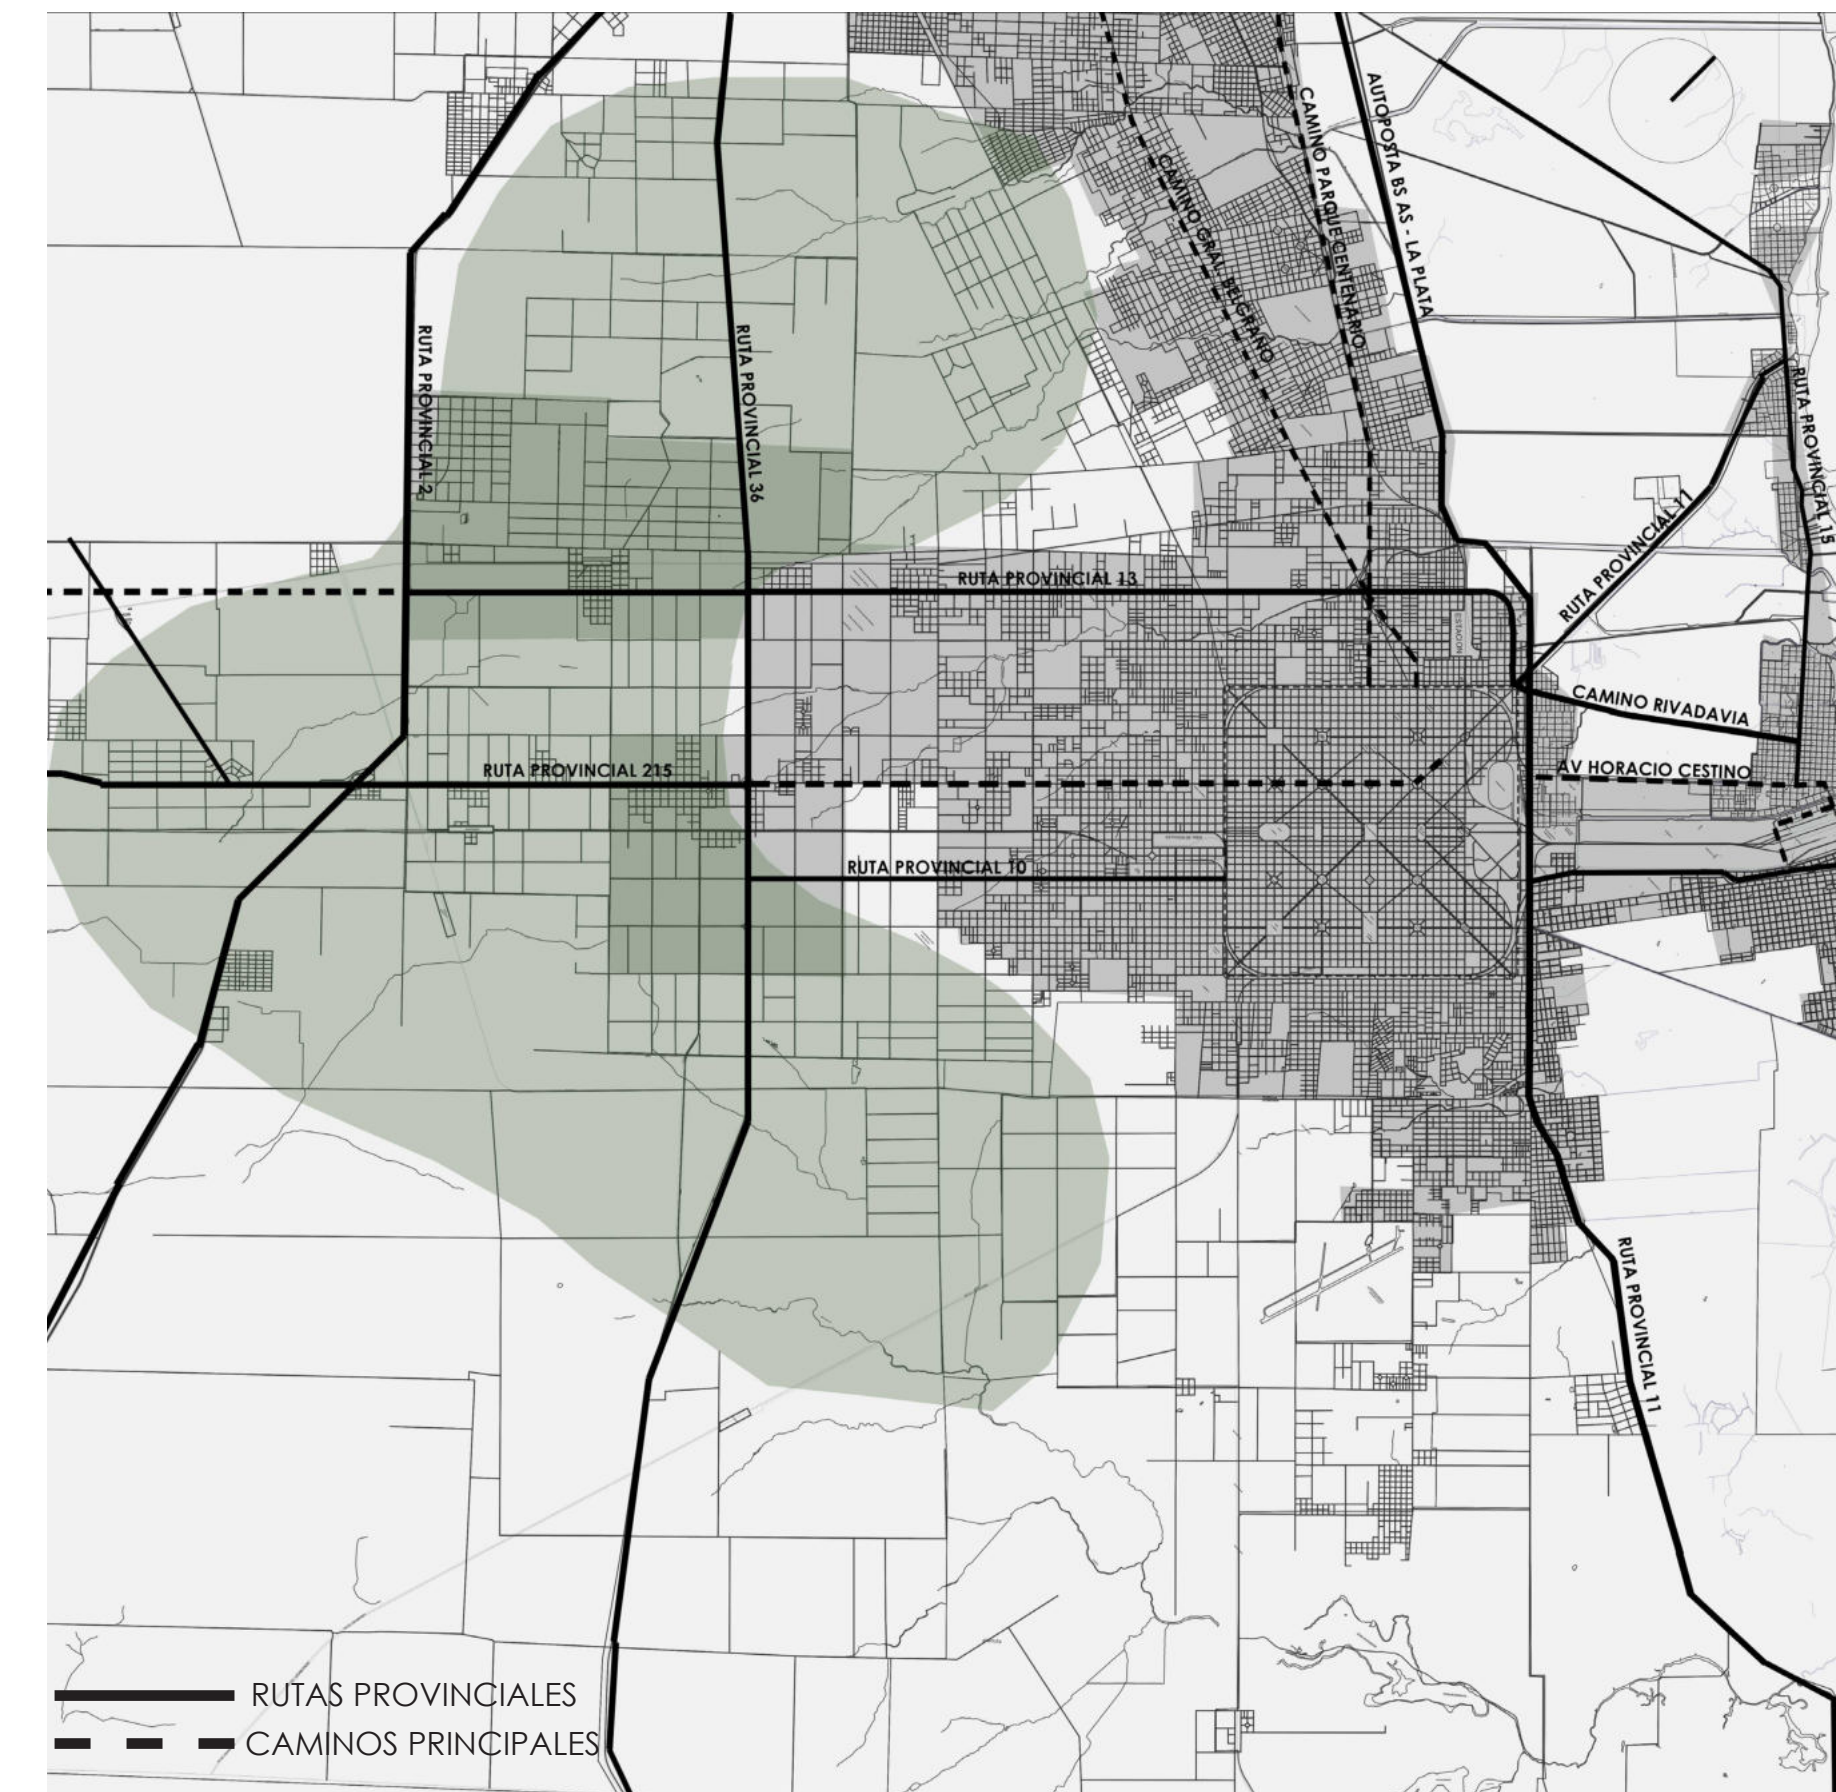 CAMINO PARQUE CENTENARIO
AUTOPOSTA BS AS - LA PLATA
CAMINO GRAL. BELGRANO
RUTA PROVINCIAL 2
RUTA PROVINCIAL 36
RUTA PROVINCIAL 15
RUTA PROVINCIAL 11
RUTA PROVINCIAL 13
ESTACION
CAMINO RIVADAVIA
RUTA PROVINCIAL 215
AV HORACIO CESTINO
RUTA PROVINCIAL 10
RUTA PROVINCIAL 11
RUTAS PROVINCIALES
CAMINOS PRINCIPALES